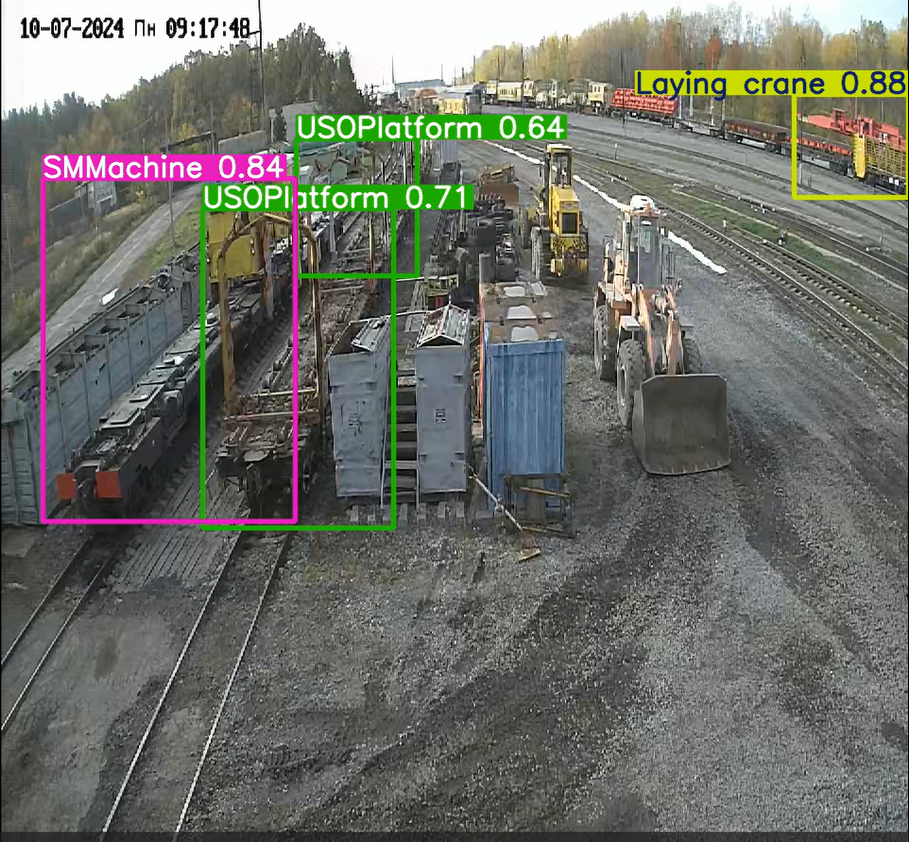 10-07-2024 Пн 09:17:48
Laying crane 0.88
USOPlatform 0.64
SMMachine 0.84
USOPlatform 0.71